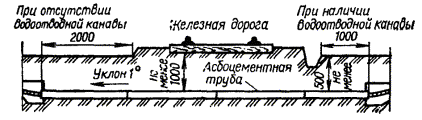 При отсутствии
водоотводной канавы
2000
Железная дорога
При наличии
водоотводной канавы
1000
Уклон 1°
не менее
1000
Асбоцементная
труба
500
не менее